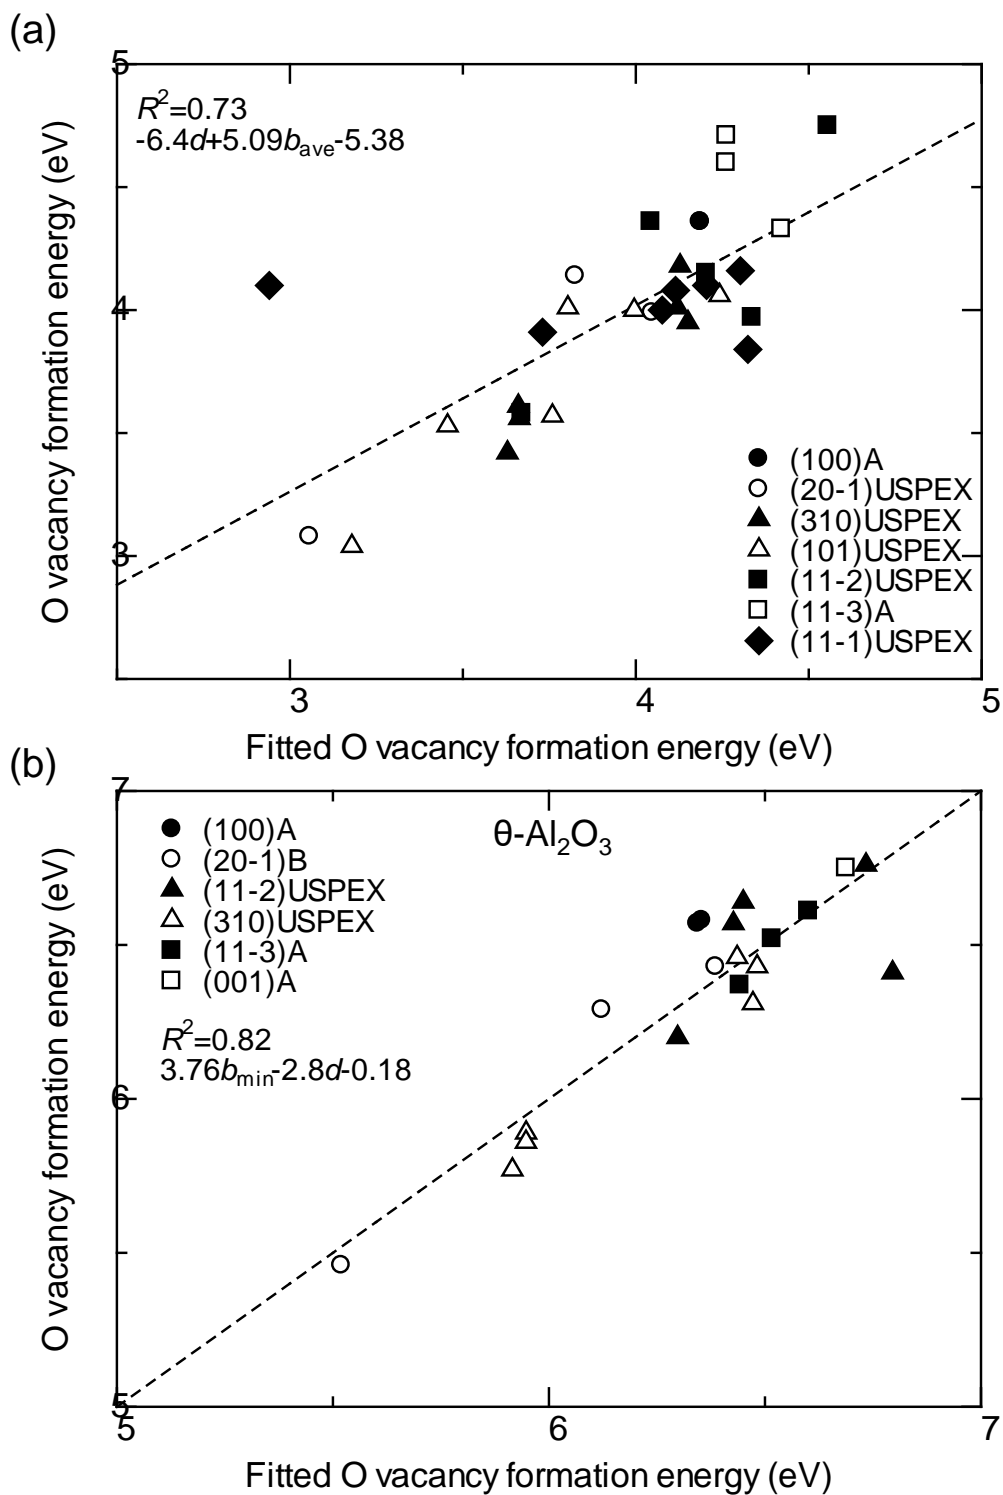 (a)
5
R²=0.73
-6.4d+5.09b_ave-5.38
O vacancy formation energy (eV)
4
(100)A
(20-1)USPEX
(310)USPEX
(101)USPEX
3
(11-2)USPEX
(11-3)A
(11-1)USPEX
3 4 5
Fitted O vacancy formation energy (eV)
(b)
7
(100)A
θ-Al₂O₃
(20-1)B
(11-2)USPEX
(310)USPEX
(11-3)A
(001)A
R²=0.82
3.76b_min-2.8d-0.18
O vacancy formation energy (eV)
6
5
5 6 7
Fitted O vacancy formation energy (eV)